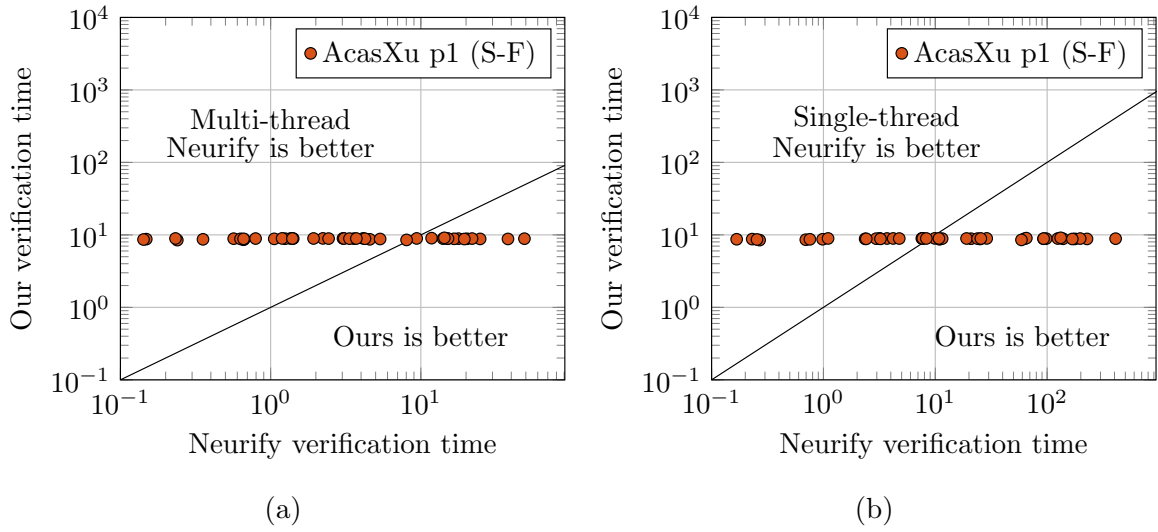 10^4
10^3
10^2
10^1
10^0
10^−1
Our verification time
AcasXu p1 (S-F)
Multi-thread
Neurify is better
Ours is better
10^−1
10^0
10^1
Neurify verification time
(a)
10^4
10^3
10^2
10^1
10^0
10^−1
Our verification time
AcasXu p1 (S-F)
Single-thread
Neurify is better
Ours is better
10^−1
10^0
10^1
10^2
Neurify verification time
(b)